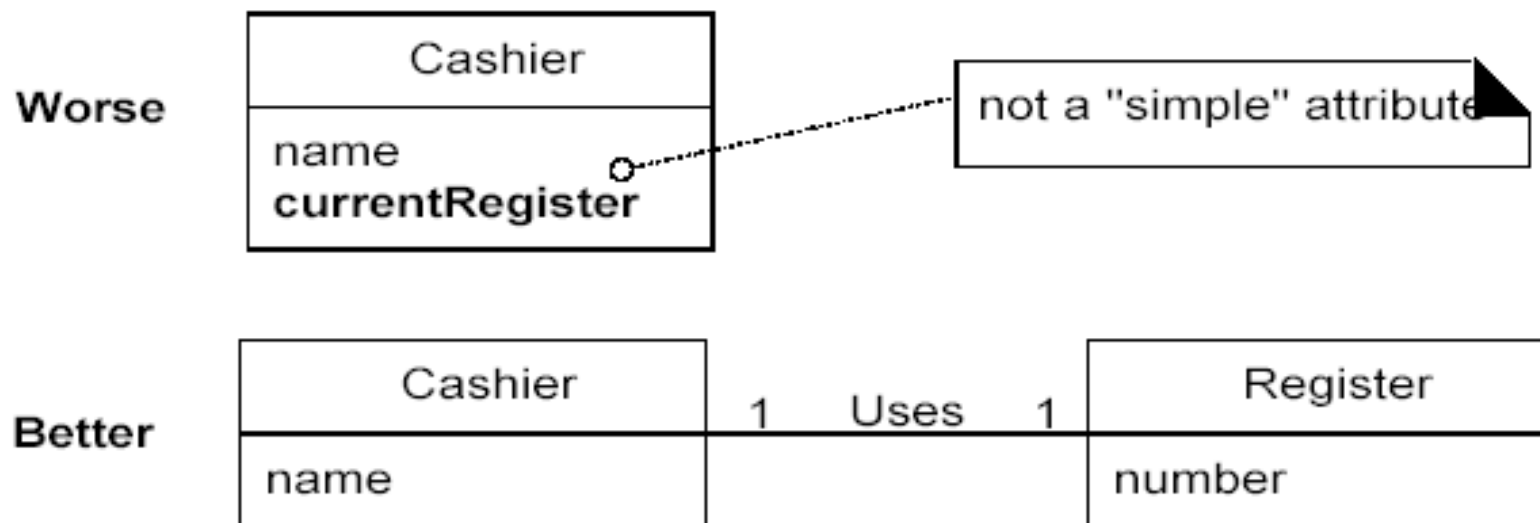 Cashier
Worse
name
currentRegister
not a "simple" attribute
Better
Cashier
1 Uses 1
Register
name
number